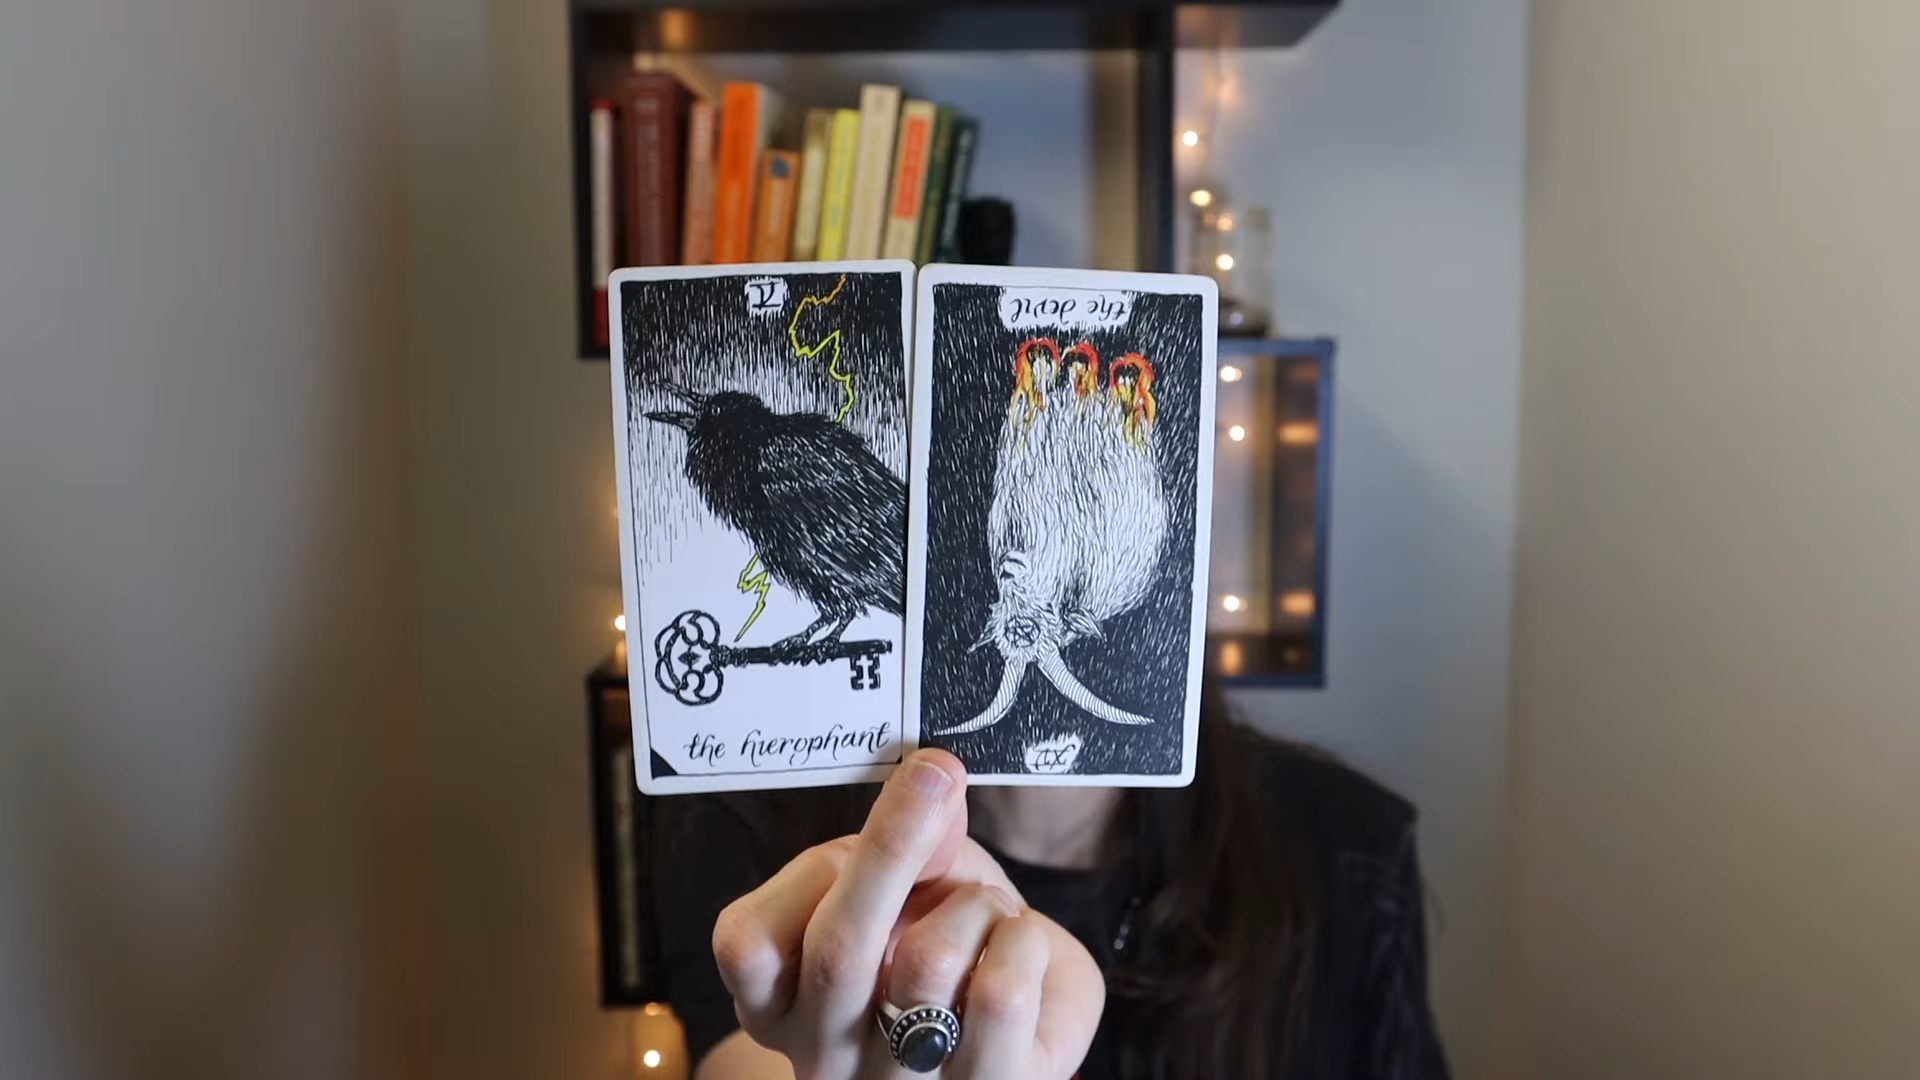 V
the hierophant
the devil
XV